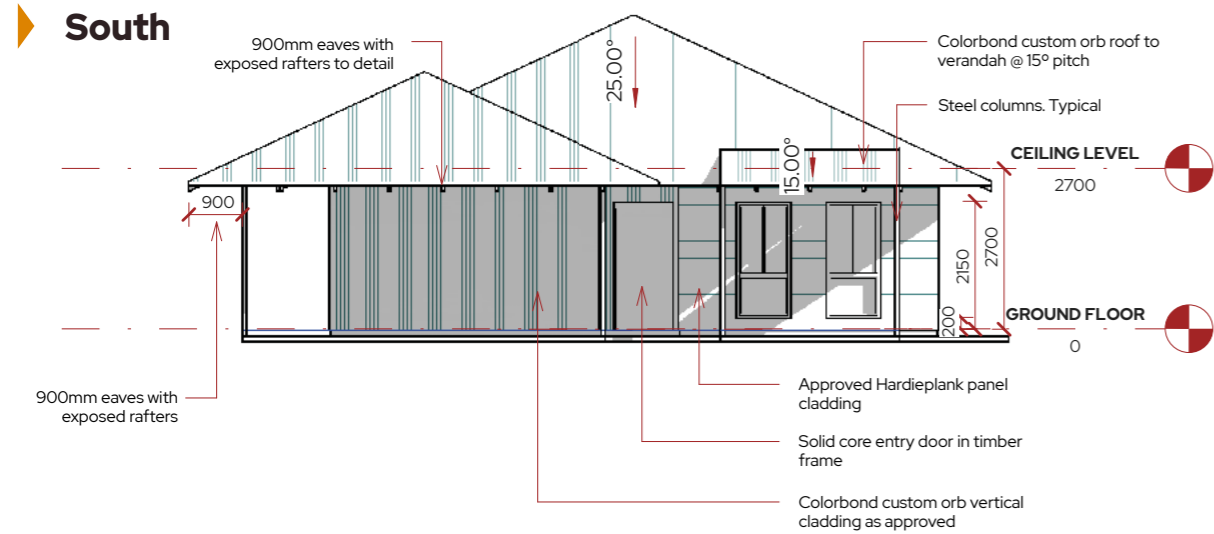 South
900mm eaves with
exposed rafters to detail
25.00°
Colorbond custom orb roof to
verandah @ 15º pitch
Steel columns. Typical
15.00°
CEILING LEVEL
2700
900
2150
2700
200
GROUND FLOOR
0
900mm eaves with
exposed rafters
Approved Hardieplank panel
cladding
Solid core entry door in timber
frame
Colorbond custom orb vertical
cladding as approved